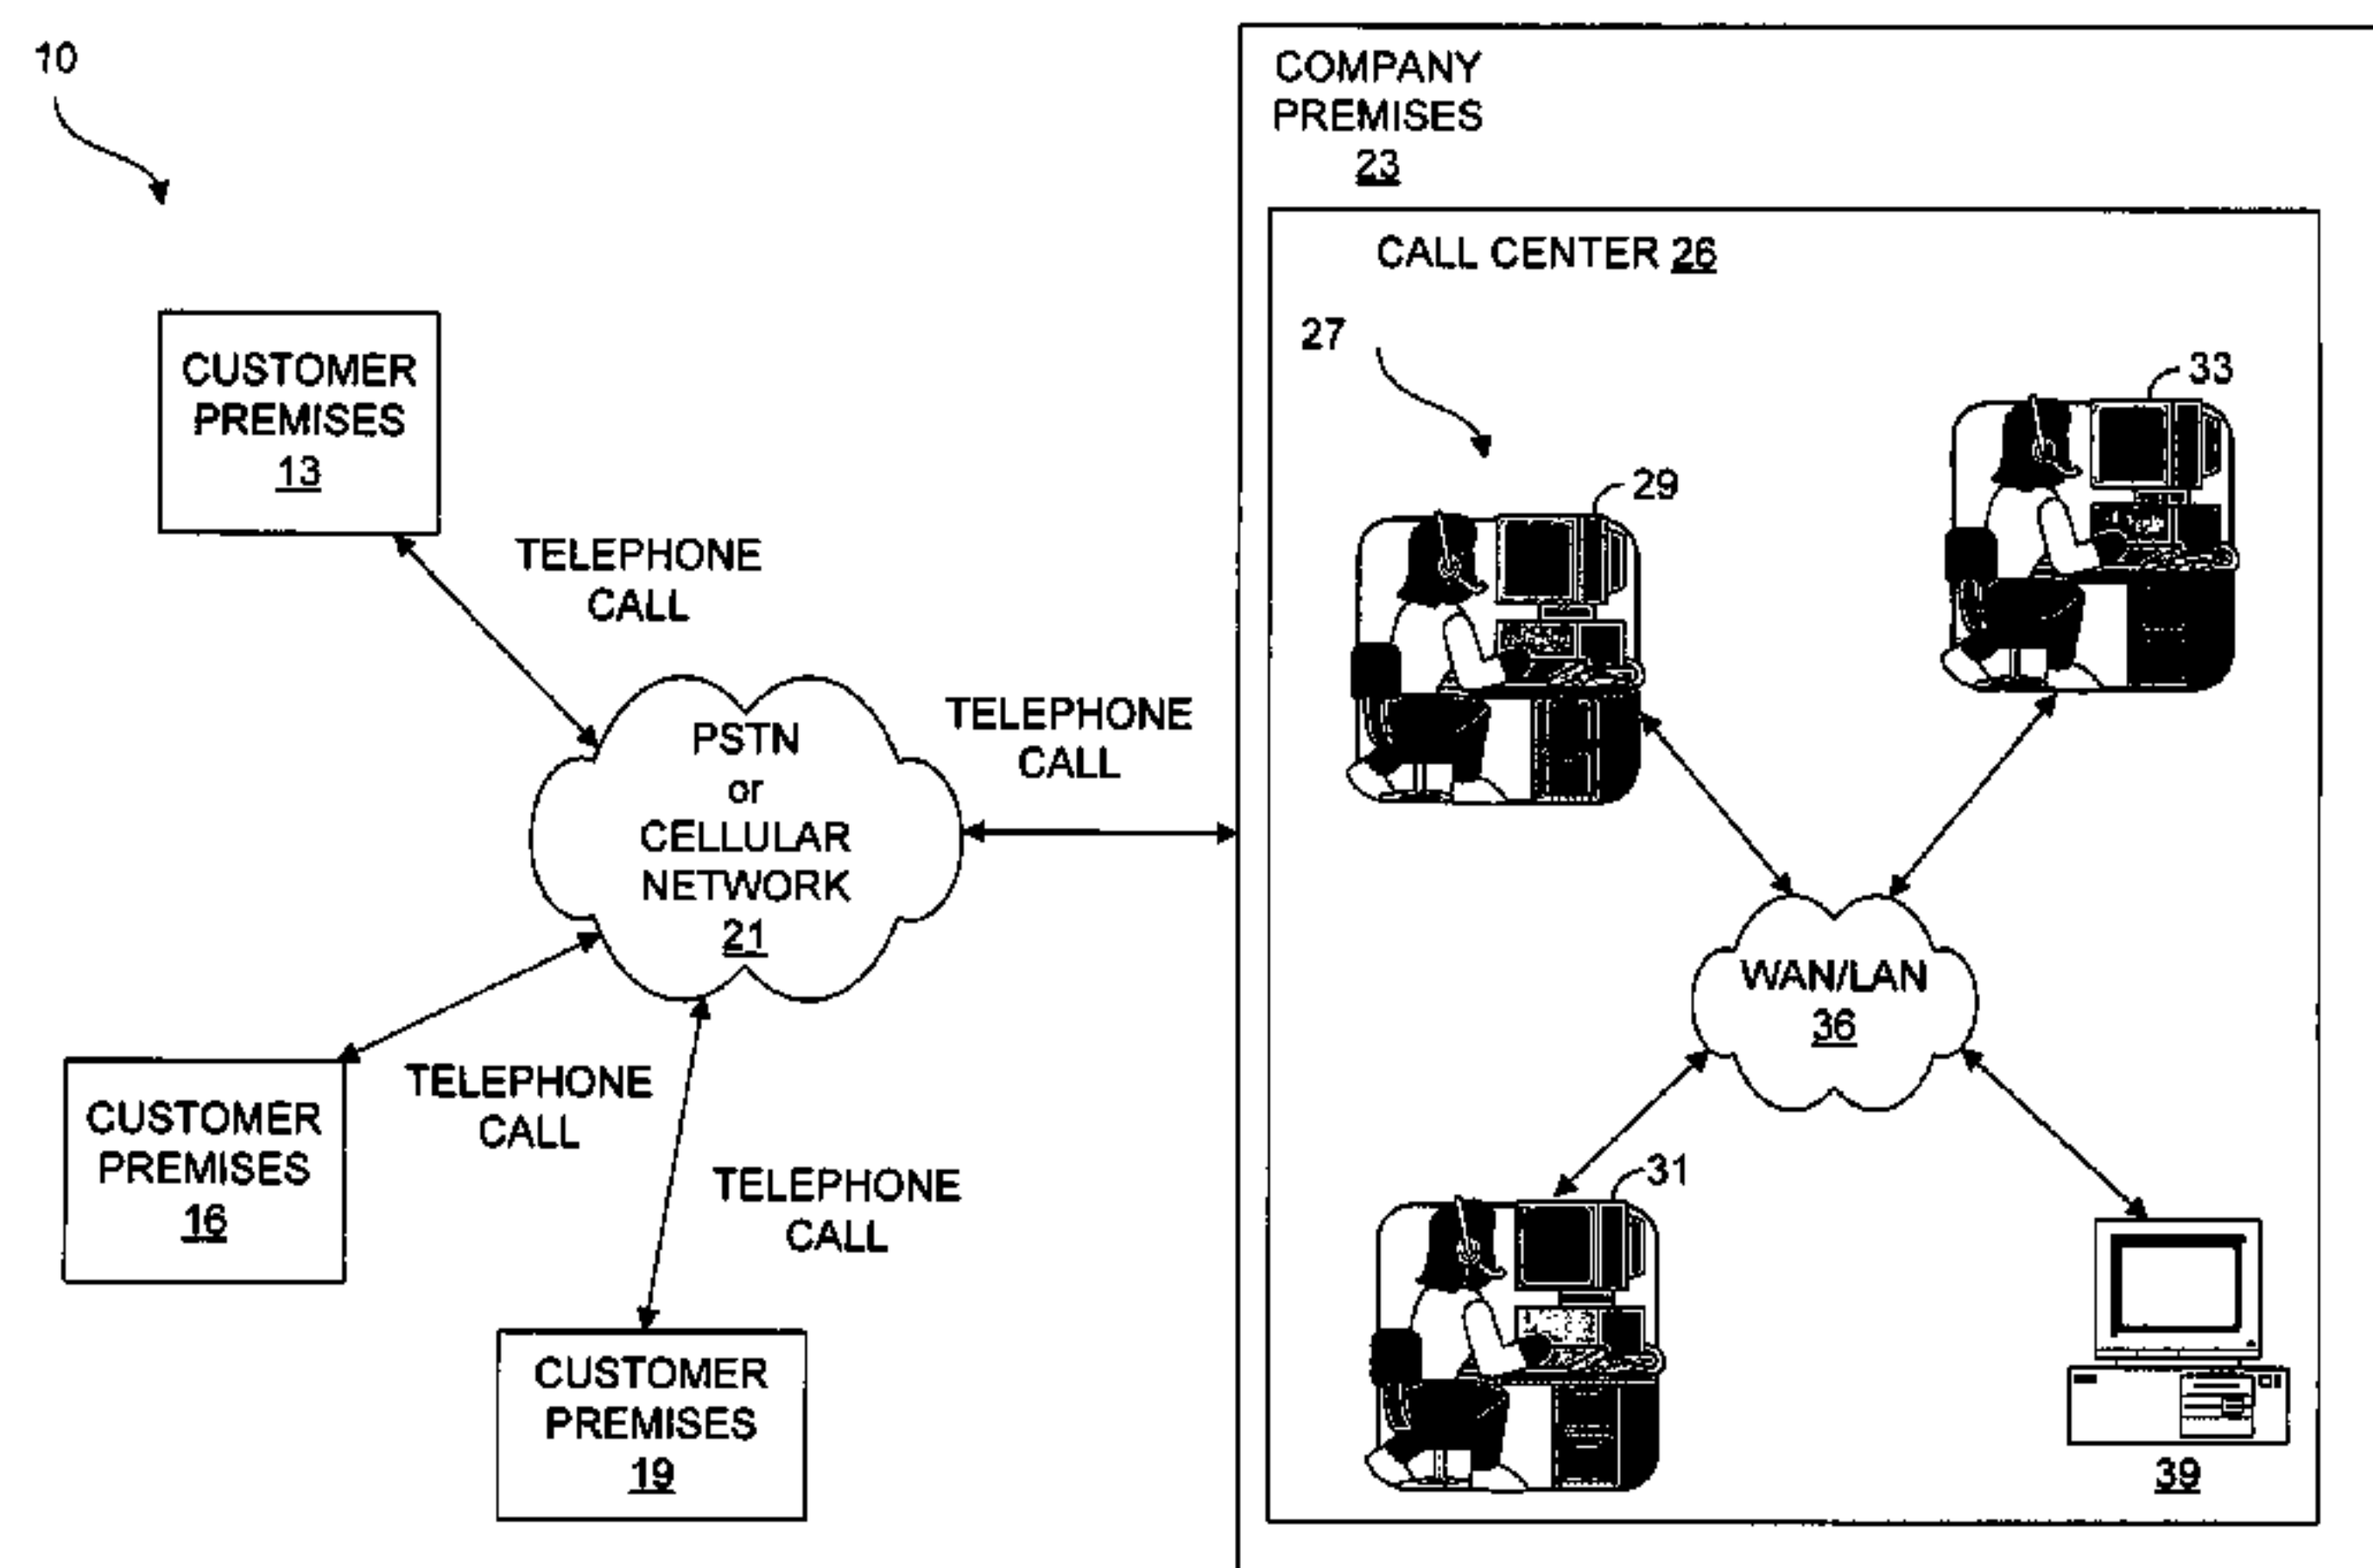 10
COMPANY
PREMISES
23
CALL CENTER 26
27
33
29
CUSTOMER
PREMISES
13
TELEPHONE
CALL
PSTN
or
CELLULAR
NETWORK
21
TELEPHONE
CALL
WAN/LAN
36
CUSTOMER
PREMISES
16
TELEPHONE
CALL
TELEPHONE
CALL
CUSTOMER
PREMISES
19
31
39